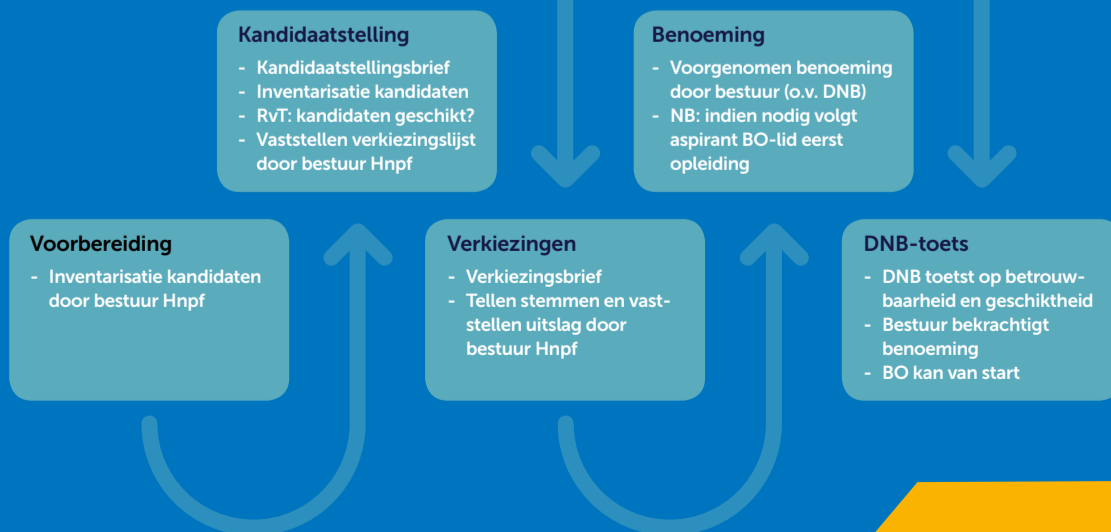 Kandidaatstelling
- Kandidaatstellingsbrief
- Inventarisatie kandidaten
- RvT: kandidaten geschikt?
- Vaststellen verkiezingslijst
door bestuur Hnpf
Benoeming
- Voorgenomen benoeming
door bestuur (o.v. DNB)
- NB: indien nodig volgt
aspirant BO-lid eerst
opleiding
Voorbereiding
- Inventarisatie kandidaten
door bestuur Hnpf
Verkiezingen
- Verkiezingsbrief
- Tellen stemmen en vast-
stellen uitslag door
bestuur Hnpf
DNB-toets
- DNB toetst op betrouw-
baarheid en geschiktheid
- Bestuur bekrachtigt
benoeming
- BO kan van start